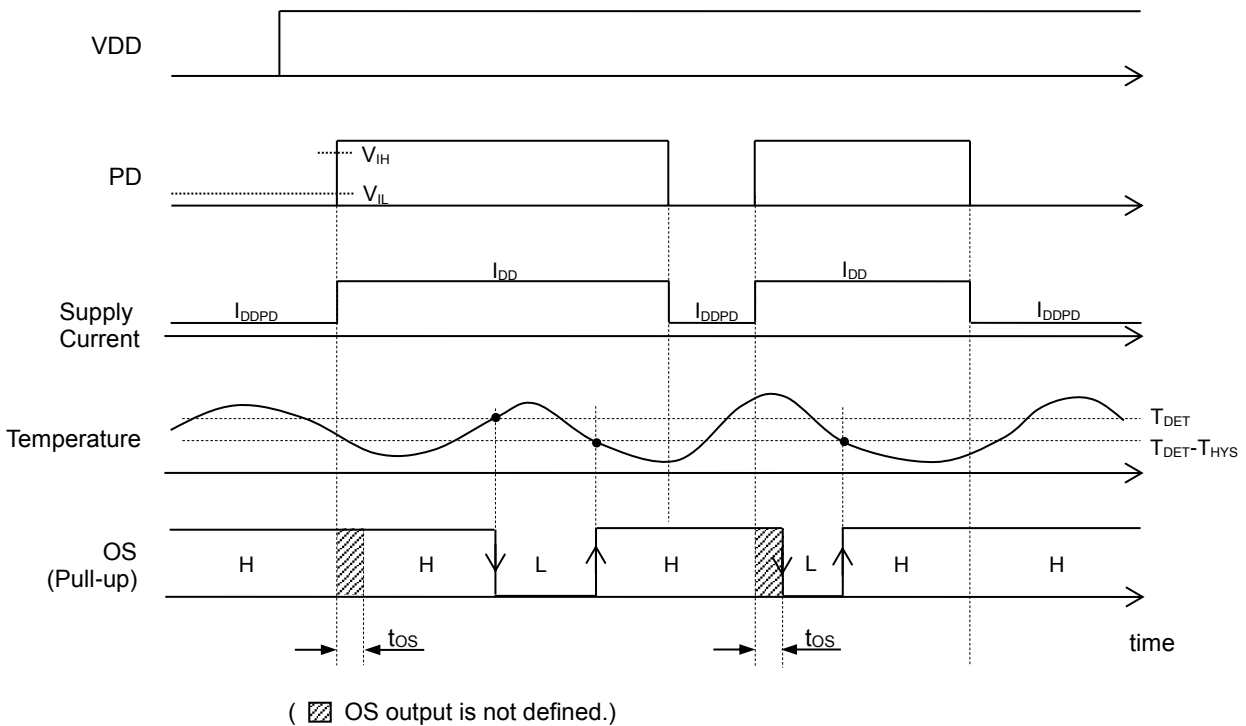 VDD
PD
VIH
VIL
Supply
Current
IDDPD
IDD
IDDPD
IDD
IDDPD
Temperature
TDET
TDET-THYS
OS
(Pull-up)
H
H
L
H
L
H
H
tOS
tOS
time
( OS output is not defined.)